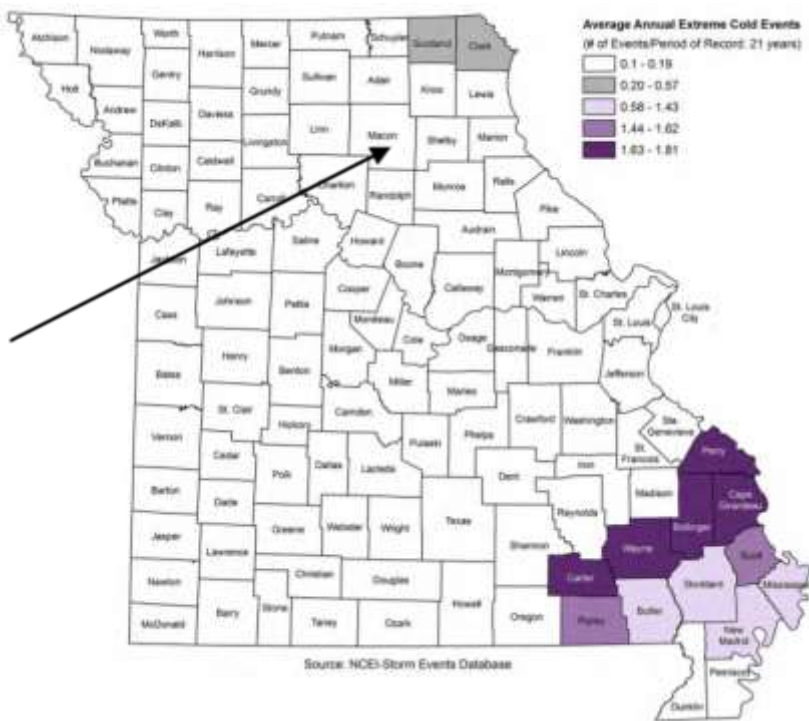 Average Annual Extreme Cold Events
(# of Events/Period of Record: 21 years)
0.1 - 0.19
0.20 - 0.57
0.58 - 1.43
1.44 - 1.62
1.63 - 1.81
Atchison Nodaway Worth Harrison Mercer Putnam Schuyler Scotland Clark
Holt Gentry Sullivan Adair Knox Lewis
Andrew DeKalb Daviess Grundy
Linn Macon Shelby Marion
Buchanan Clinton Caldwell Livingston
Platte Clay Ray Carroll Chariton Randolph Monroe Ralls
Pike
Audrain
Jackson Lafayette Saline Howard Boone Callaway Montgomery Lincoln
Warren St. Charles
Cass Johnson Pettis Cooper Moniteau Cole Osage Gasconade Franklin St. Louis
St. Louis
City
Bates Henry Benton Morgan Miller Maries Jefferson
Vernon St. Clair Camden Pulaski Phelps Crawford Washington
Ste.
Genevieve
St.
Francois
Cedar Polk Dallas Laclede Dent Iron Perry
Barton Dade Madison
Cape
Girardeau
Bollinger
Jasper Greene Webster Wright Texas Reynolds
Lawrence Shannon Wayne Scott
Newton Christian Douglas Carter Stoddard Mississippi
McDonald Barry Stone Taney Ozark Howell Oregon Ripley Butler
New
Madrid
Source: NCEI-Storm Events Database
Pemiscot
Dunklin